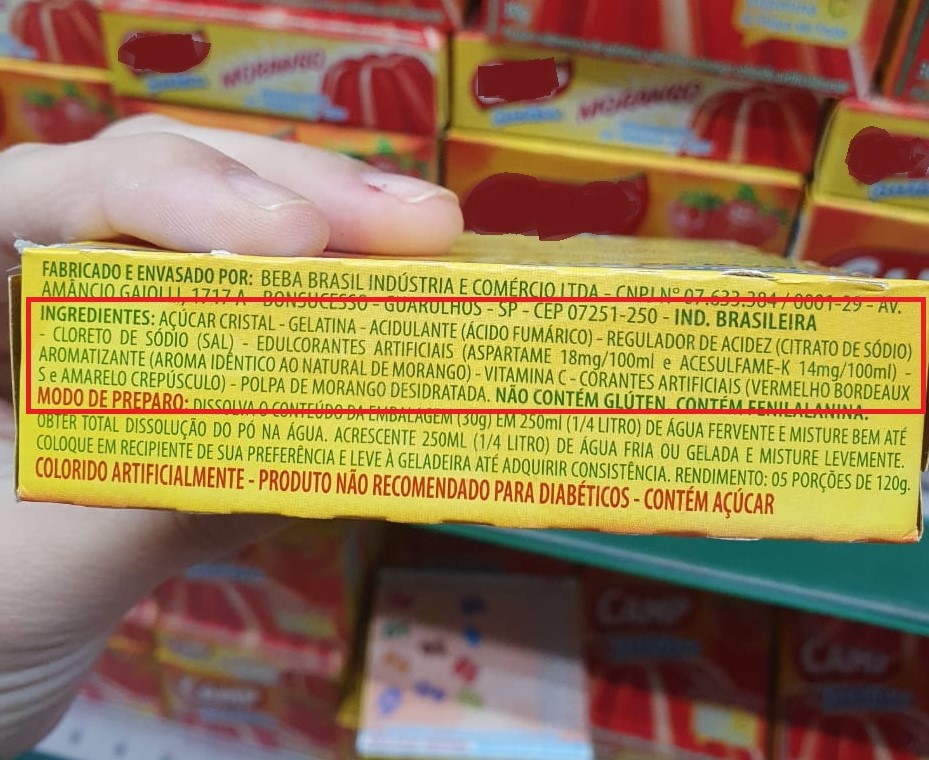 MORANGO
MORANGO
FABRICADO E ENVASADO POR: BEBA BRASIL INDÚSTRIA E COMÉRCIO LTDA - CNPJ Nº 07.633.384 / 0001-29 - AV.
AMÂNCIO GAIOLLI, 1717 A - BONSUCESSO - GUARULHOS - SP - CEP 07251-250 - IND. BRASILEIRA
INGREDIENTES: AÇÚCAR CRISTAL - GELATINA - ACIDULANTE (ÁCIDO FUMÁRICO) - REGULADOR DE ACIDEZ (CITRATO DE SÓDIO)
- CLORETO DE SÓDIO (SAL) - EDULCORANTES ARTIFICIAIS (ASPARTAME 18mg/100ml e ACESULFAME-K 14mg/100ml) -
AROMATIZANTE (AROMA IDÊNTICO AO NATURAL DE MORANGO) - VITAMINA C - CORANTES ARTIFICIAIS (VERMELHO BORDEAUX
S e AMARELO CREPÚSCULO) - POLPA DE MORANGO DESIDRATADA. NÃO CONTÉM GLÚTEN. CONTÉM FENILALANINA.
MODO DE PREPARO: DISSOLVA O CONTEÚDO DA EMBALAGEM (30g) EM 250ml (1/4 LITRO) DE ÁGUA FERVENTE E MISTURE BEM ATÉ
OBTER TOTAL DISSOLUÇÃO DO PÓ NA ÁGUA. ACRESCENTE 250ML (1/4 LITRO) DE ÁGUA FRIA OU GELADA E MISTURE LEVEMENTE.
COLOQUE EM RECIPIENTE DE SUA PREFERÊNCIA E LEVE À GELADEIRA ATÉ ADQUIRIR CONSISTÊNCIA. RENDIMENTO: 05 PORÇÕES DE 120g.
COLORIDO ARTIFICIALMENTE - PRODUTO NÃO RECOMENDADO PARA DIABÉTICOS - CONTÉM AÇÚCAR